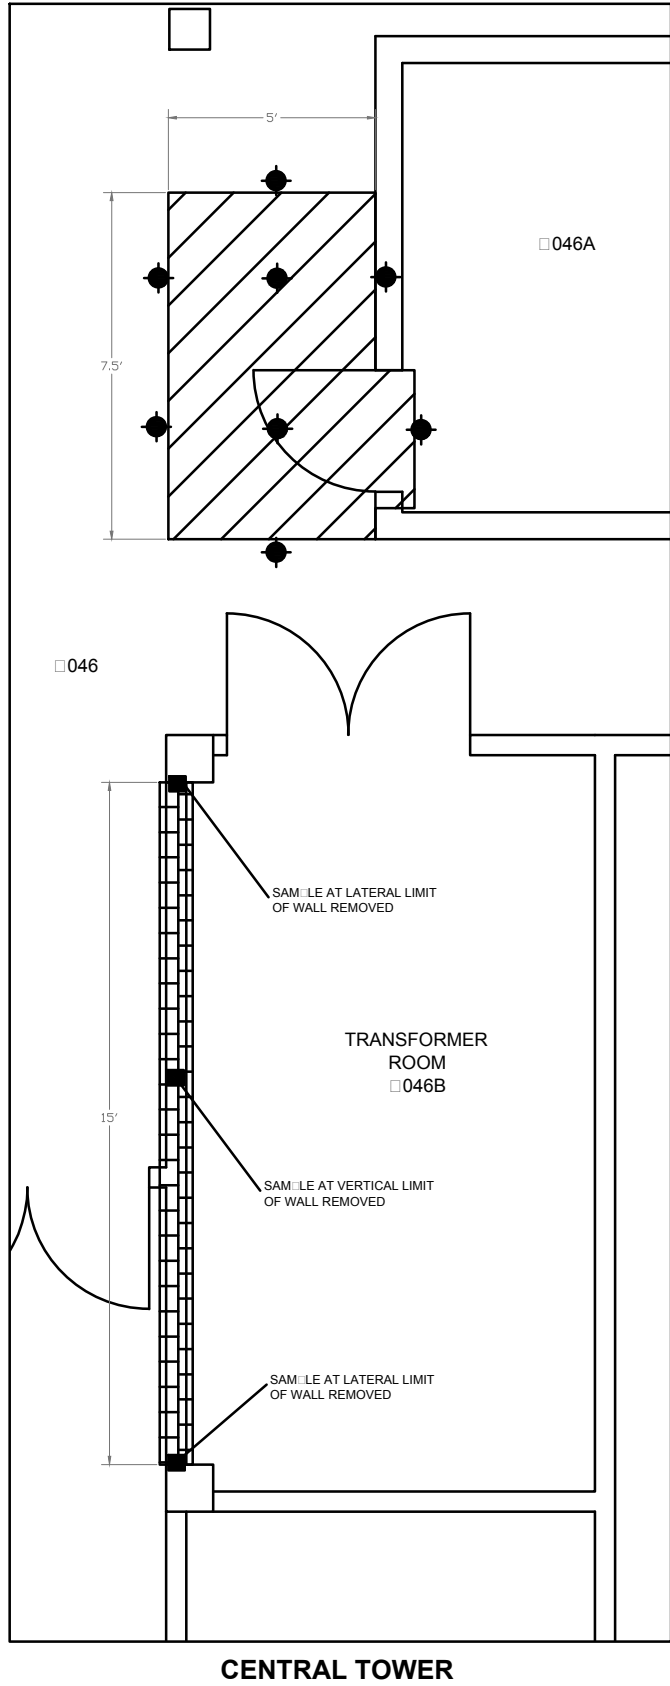 5'
□046A
7.5'
□046
SAM□LE AT LATERAL LIMIT
OF WALL REMOVED
TRANSFORMER
ROOM
□046B
15'
SAM□LE AT VERTICAL LIMIT
OF WALL REMOVED
SAM□LE AT LATERAL LIMIT
OF WALL REMOVED
CENTRAL TOWER